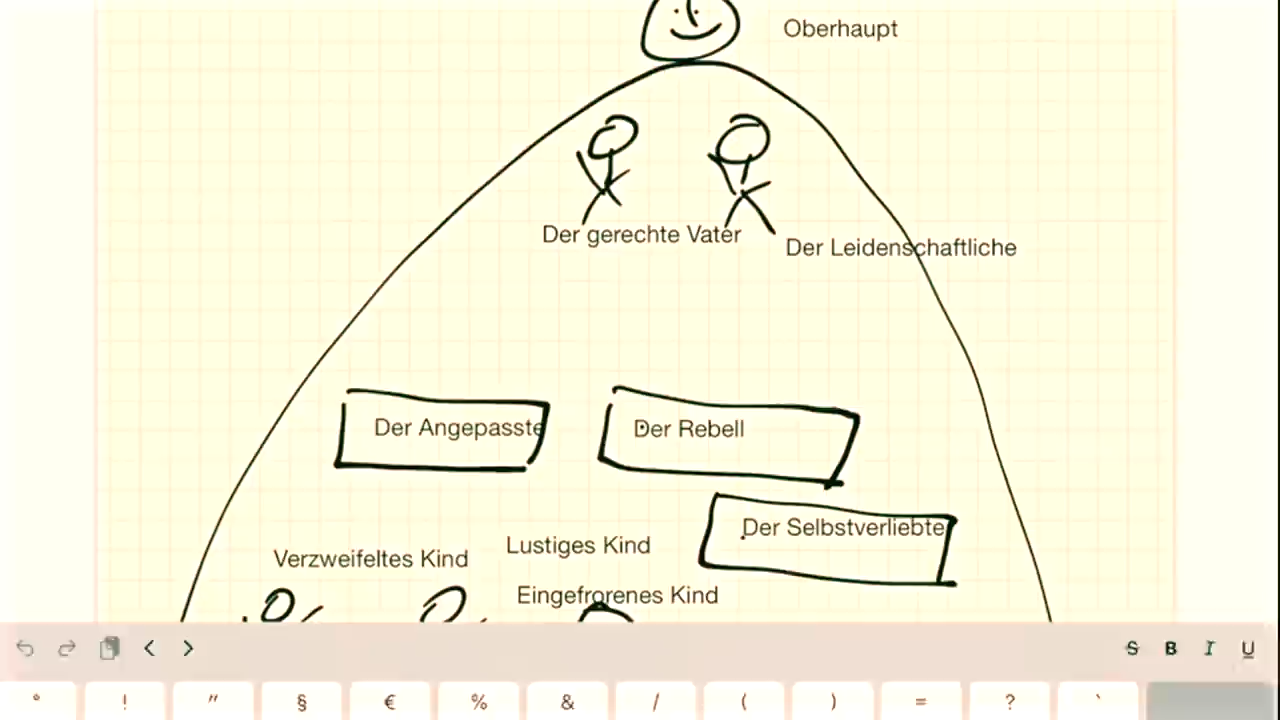 Oberhaupt
Der gerechte Vater
Der Leidenschaftliche
Der Angepasste
Der Rebell
Der Selbstverliebte
Lustiges Kind
Verzweifeltes Kind
Eingefrorenes Kind
S B I U
° ! " § € % & / ( ) = ? `